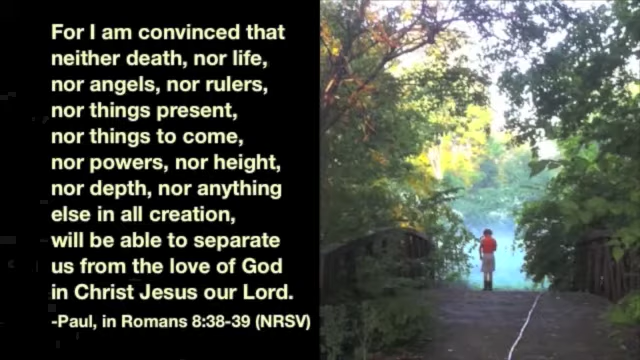 For I am convinced that
neither death, nor life,
nor angels, nor rulers,
nor things present,
nor things to come,
nor powers, nor height,
nor depth, nor anything
else in all creation,
will be able to separate
us from the love of God
in Christ Jesus our Lord.
-Paul, in Romans 8:38-39 (NRSV)